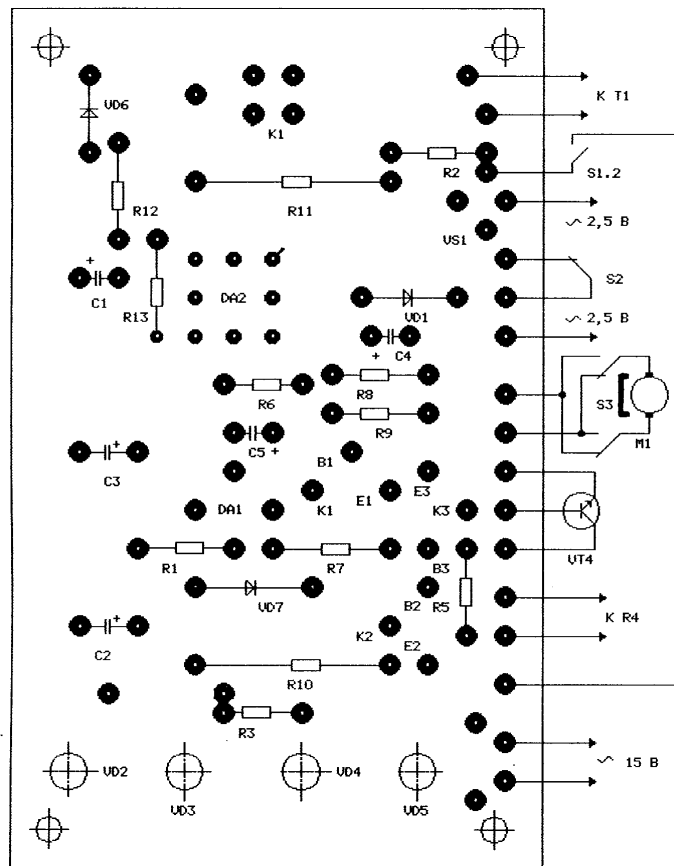 VD6
K T1
K1
R2
S1.2
R12
R11
VS1
∿ 2,5 В
+
C1
R13
DA2
S2
VD1
∿ 2,5 В
C4
+
R6
R8
S3
M1
R9
C5
+
+
C3
B1
E1
E3
K1
K3
DA1
R1
R7
B3
VT4
VD7
B2
R5
K R4
+
C2
K2
E2
R10
R3
VD2
VD3
VD4
VD5
∿ 15 В